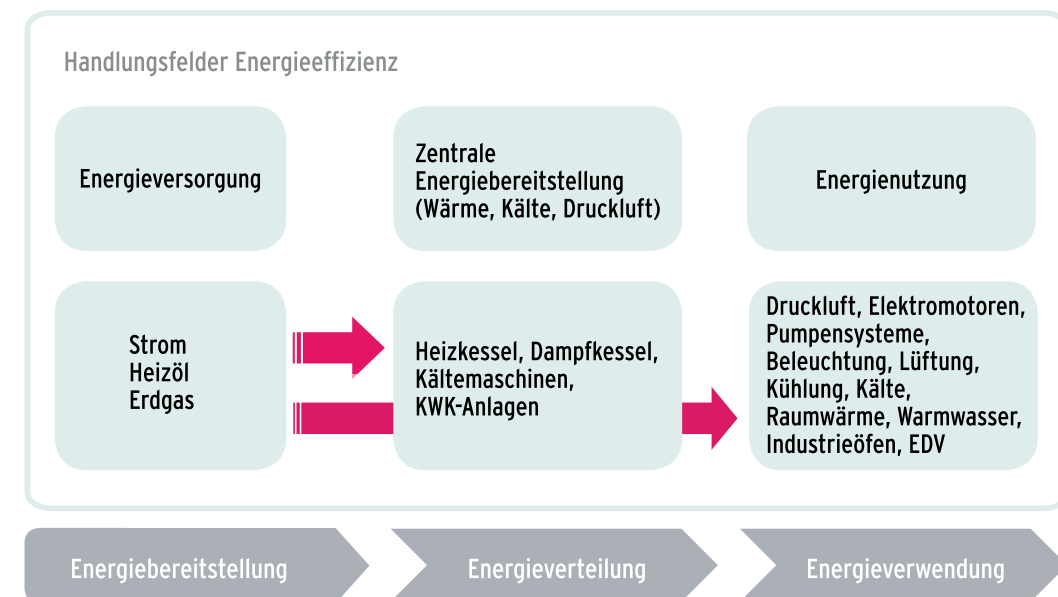 Handlungsfelder Energieeffizienz
Energieversorgung
Zentrale
Energiebereitstellung
(Wärme, Kälte, Druckluft)
Energienutzung
Strom
Heizöl
Erdgas
Heizkessel, Dampfkessel,
Kältemaschinen,
KWK-Anlagen
Druckluft, Elektromotoren,
Pumpensysteme,
Beleuchtung, Lüftung,
Kühlung, Kälte,
Raumwärme, Warmwasser,
Industrieöfen, EDV
Energiebereitstellung
Energieverteilung
Energieverwendung